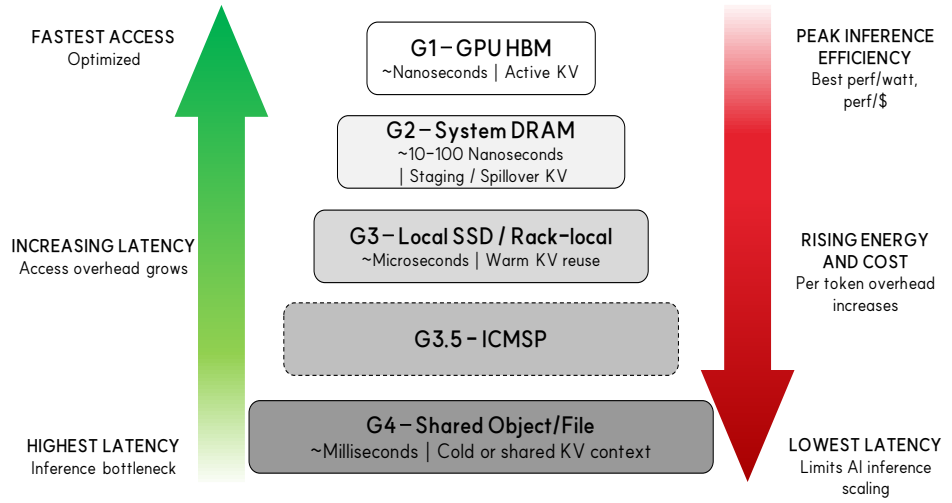 FASTEST ACCESS
Optimized
INCREASING LATENCY
Access overhead grows
HIGHEST LATENCY
Inference bottleneck
G1 – GPU HBM
~Nanoseconds | Active KV
G2 – System DRAM
~10-100 Nanoseconds
| Staging / Spillover KV
G3 – Local SSD / Rack-local
~Microseconds | Warm KV reuse
G3.5 – ICMSP
G4 – Shared Object/File
~Milliseconds | Cold or shared KV context
PEAK INFERENCE
EFFICIENCY
Best perf/watt,
perf/$
RISING ENERGY
AND COST
Per token overhead
increases
LOWEST LATENCY
Limits AI inference
scaling